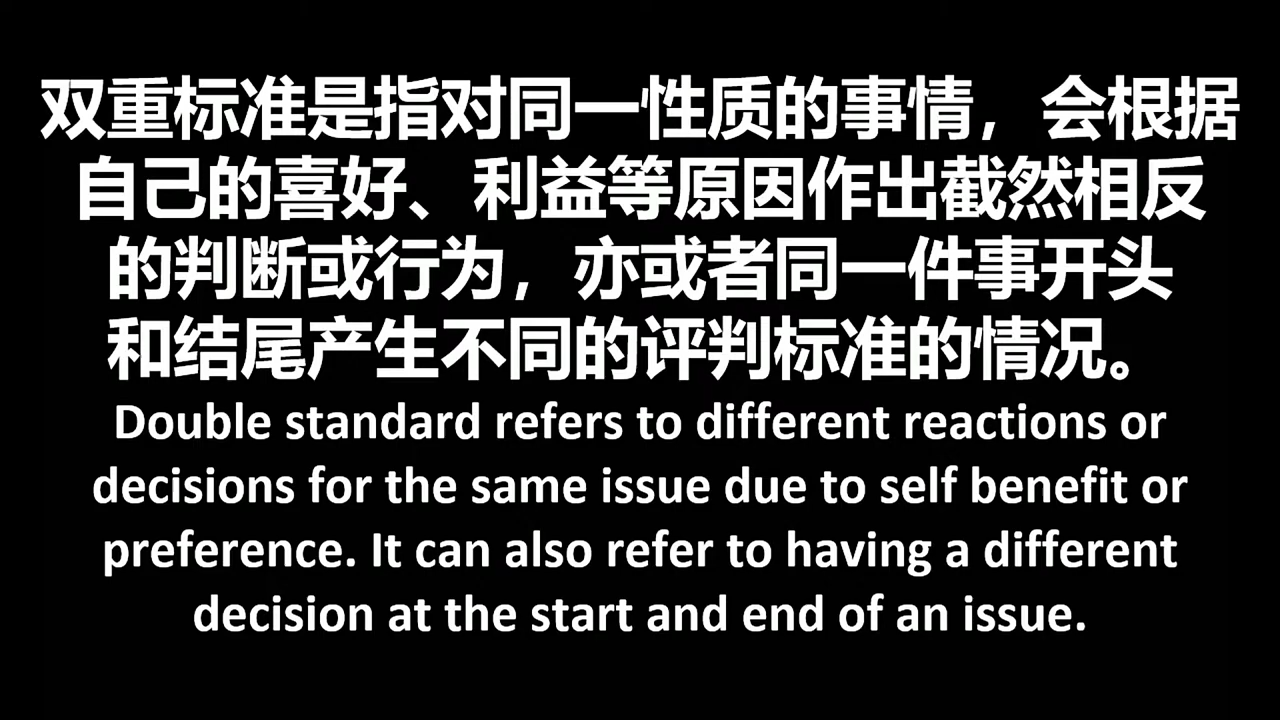 双重标准是指对同一性质的事情，会根据
自己的喜好、利益等原因作出截然相反
的判断或行为，亦或者同一件事开头
和结尾产生不同的评判标准的情况。
Double standard refers to different reactions or
decisions for the same issue due to self benefit or
preference. It can also refer to having a different
decision at the start and end of an issue.